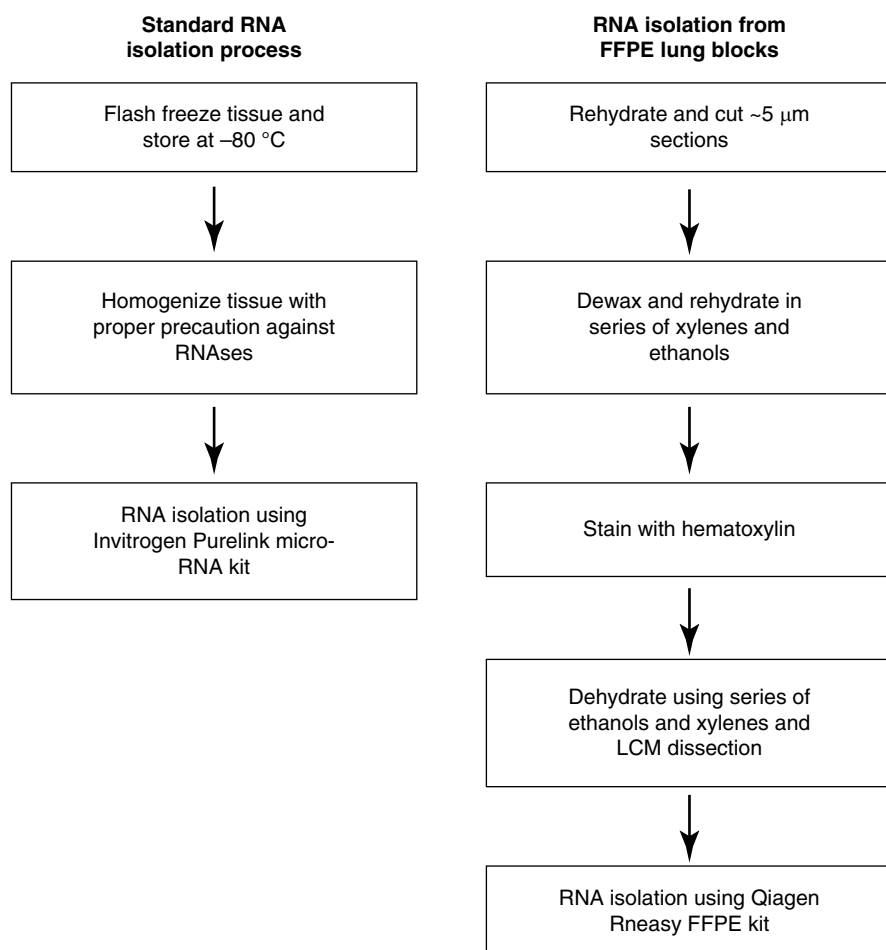 Standard RNA
isolation process
Flash freeze tissue and
store at –80 °C
Homogenize tissue with
proper precaution against
RNAses
RNA isolation using
Invitrogen Purelink micro-
RNA kit
RNA isolation from
FFPE lung blocks
Rehydrate and cut ~5 μm
sections
Dewax and rehydrate in
series of xylenes and
ethanols
Stain with hematoxylin
Dehydrate using series of
ethanols and xylenes and
LCM dissection
RNA isolation using Qiagen
Rneasy FFPE kit